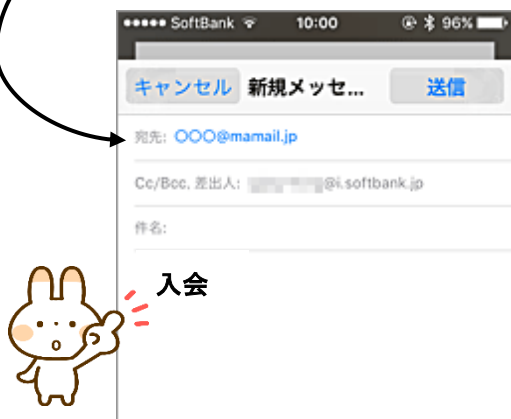 SoftBank 10:00 96%
キャンセル 新規メッセ... 送信
宛先: 〇〇〇@mamail.jp
Cc/Bcc, 差出人: @i.softbank.jp
件名:
入会